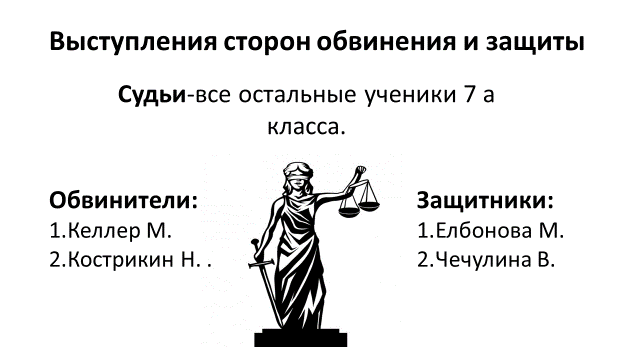 Выступления сторон обвинения и защиты
Судьи-все остальные ученики 7 а
класса.
Обвинители:
1.Келлер М.
2.Кострикин Н. .
Защитники:
1.Елбонова М.
2.Чечулина В.